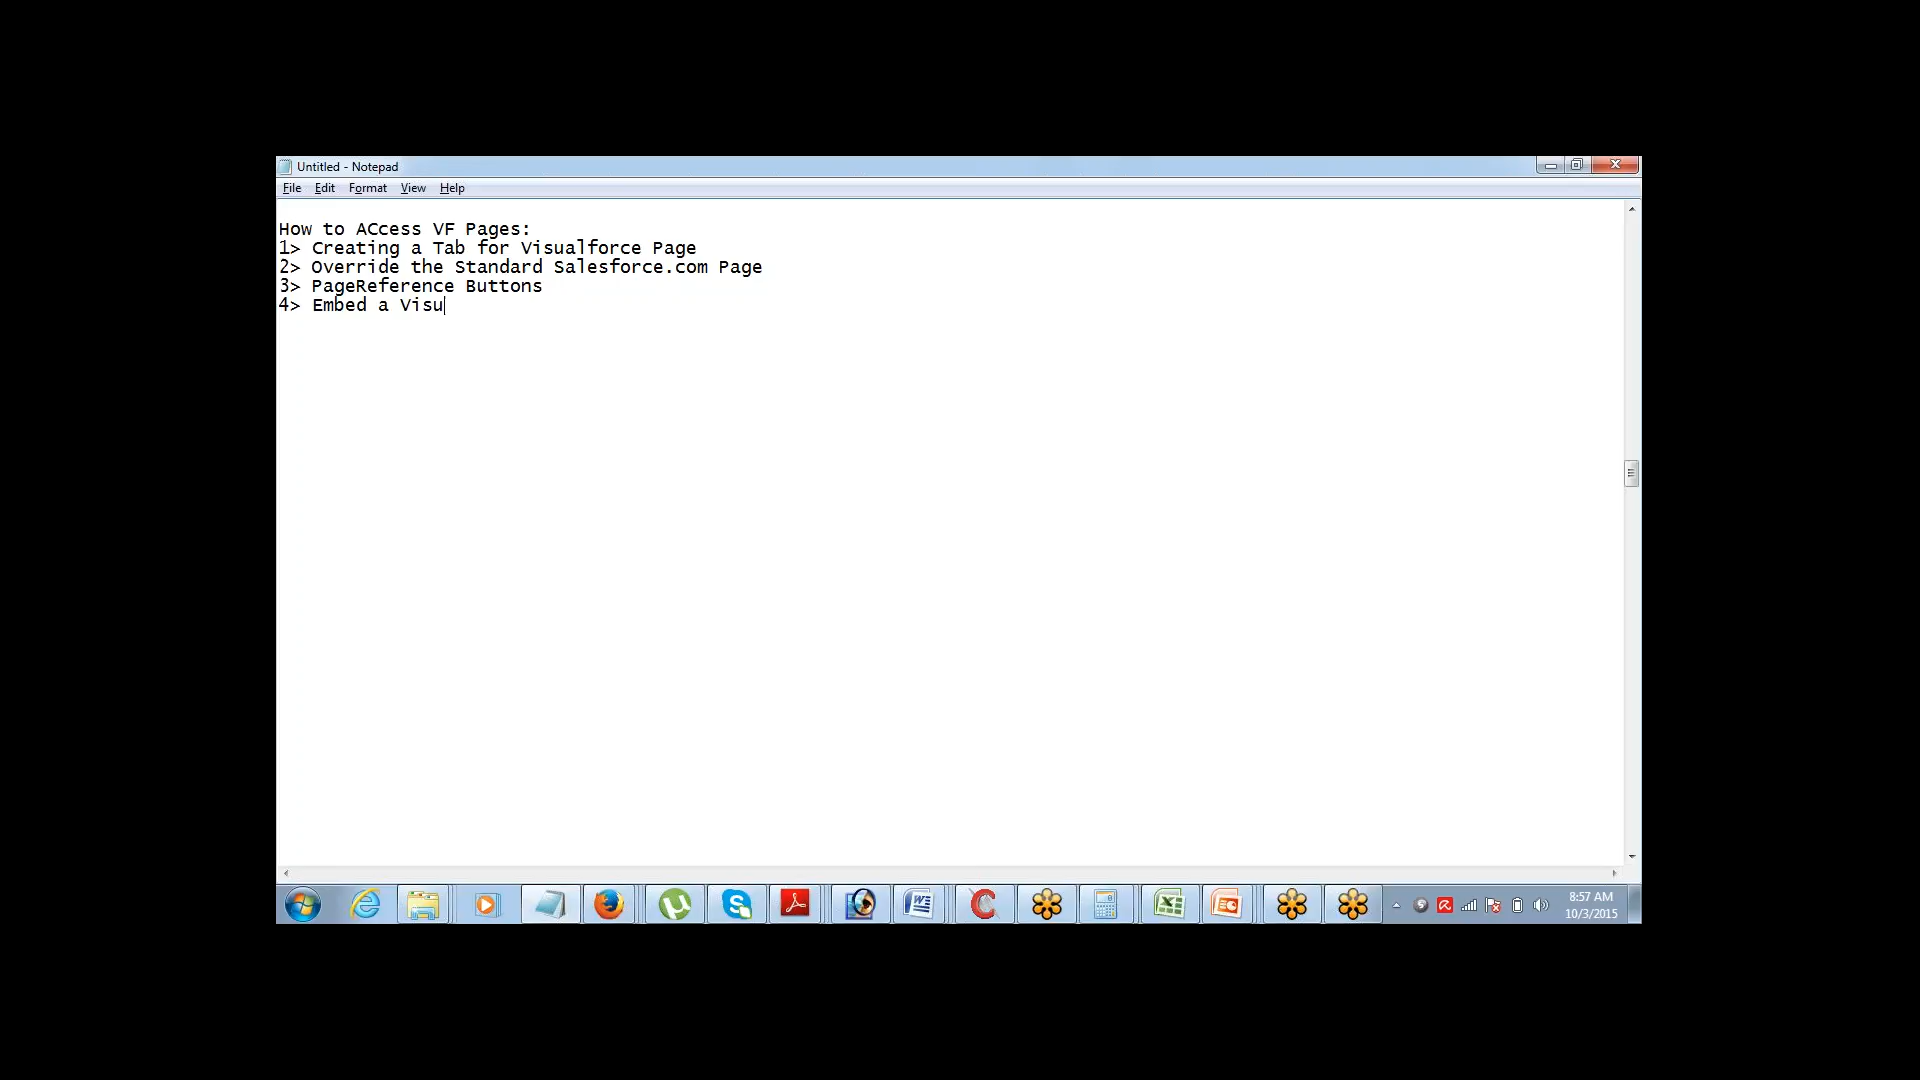 Untitled - Notepad
File Edit Format View Help
How to ACcess VF Pages:
1> Creating a Tab for Visualforce Page
2> Override the Standard Salesforce.com Page
3> PageReference Buttons
4> Embed a Visu
8:57 AM
10/3/2015